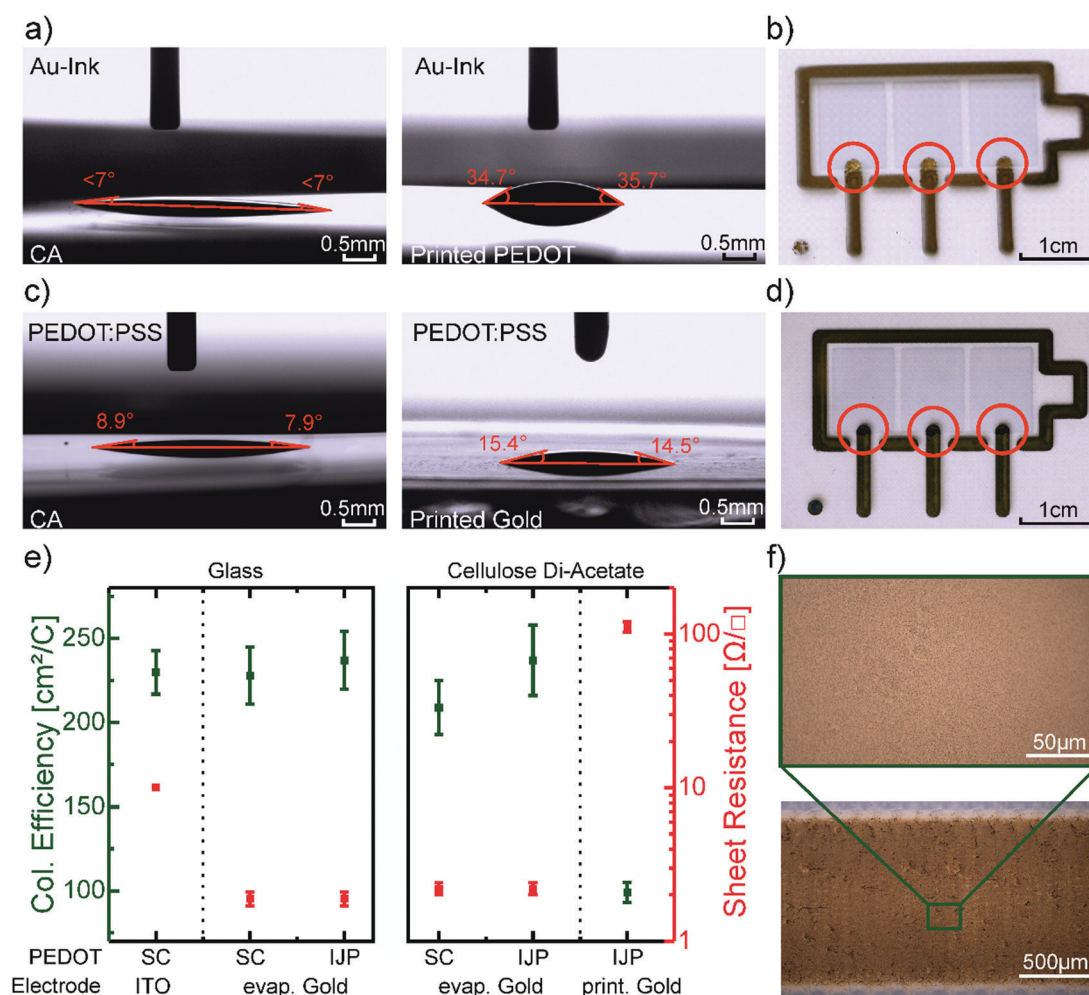 a)
Au-Ink
<7°
<7°
CA
0.5mm
Au-Ink
34.7°
35.7°
Printed PEDOT
0.5mm
b)
1cm
c)
PEDOT:PSS
8.9°
7.9°
CA
0.5mm
PEDOT:PSS
15.4°
14.5°
Printed Gold
0.5mm
d)
1cm
e)
Glass
Cellulose Di-Acetate
Col. Efficiency [cm²/C]
250
200
150
100
Sheet Resistance [Ω/□]
100
10
1
PEDOT SC SC IJP SC IJP IJP
Electrode ITO evap. Gold evap. Gold print. Gold
f)
50µm
500µm